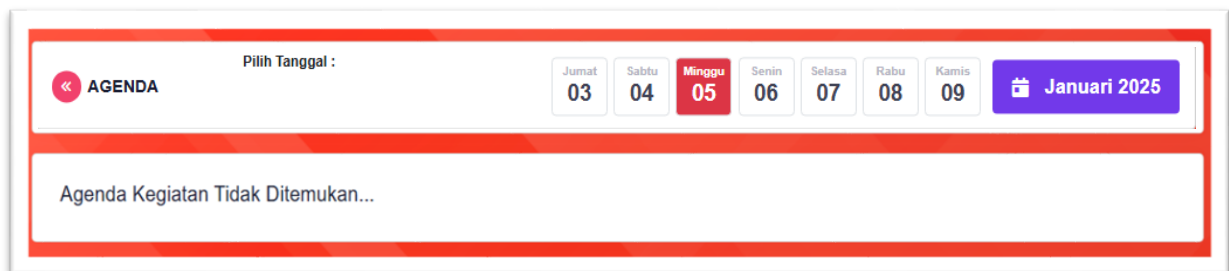 Pilih Tanggal :
AGENDA
Jumat
03
Sabtu
04
Minggu
05
Senin
06
Selasa
07
Rabu
08
Kamis
09
Januari 2025
Agenda Kegiatan Tidak Ditemukan...